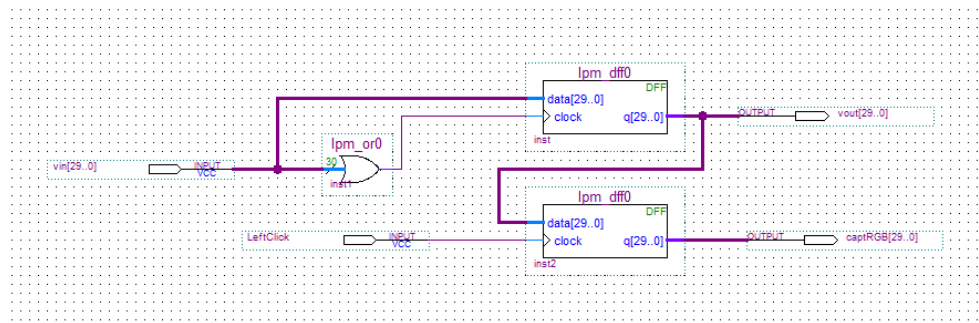 lpm_dff0
DFF
data[29..0]
clock
q[29..0]
inst
OUTPUT
vout[29..0]
lpm_or0
30
inst1
vin[29..0]
INPUT
VCC
lpm_dff0
DFF
data[29..0]
clock
q[29..0]
inst2
LeftClick
INPUT
VCC
OUTPUT
captRGB[29..0]